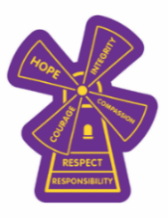 HOPE
INTEGRITY
COURAGE
COMPASSION
RESPECT
RESPONSIBILITY